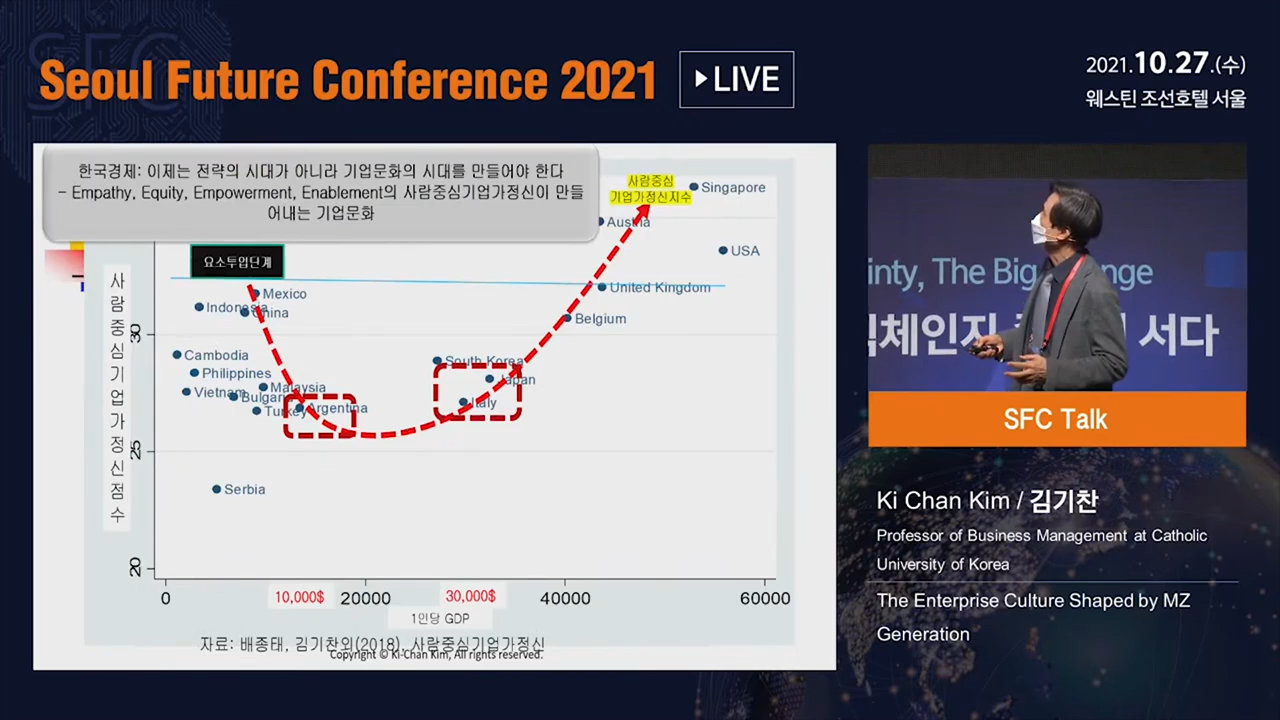 SFC
Seoul Future Conference 2021
LIVE
2021.10.27.(수)
웨스틴 조선호텔 서울
한국경제: 이제는 전략의 시대가 아니라 기업문화의 시대를 만들어야 한다
– Empathy, Equity, Empowerment, Enablement의 사람중심기업가정신이 만들
어내는 기업문화
사람중심
기업가정신지수
Singapore
Austria
USA
요소투입단계
United Kingdom
Mexico
Indonesia
China
Belgium
사람중심기업가정신점수
30
Cambodia
South Korea
Philippines
Japan
Malaysia
Vietnam
Bulgaria
Italy
Argentina
Turkey
25
Serbia
20
0
10,000$
20000
30,000$
40000
60000
1인당 GDP
자료: 배종태, 김기찬외(2018), 사람중심기업가정신
Copyright © Ki-Chan Kim, All rights reserved.
inty, The Big
nge
서다
SFC Talk
Ki Chan Kim / 김기찬
Professor of Business Management at Catholic
University of Korea
The Enterprise Culture Shaped by MZ
Generation